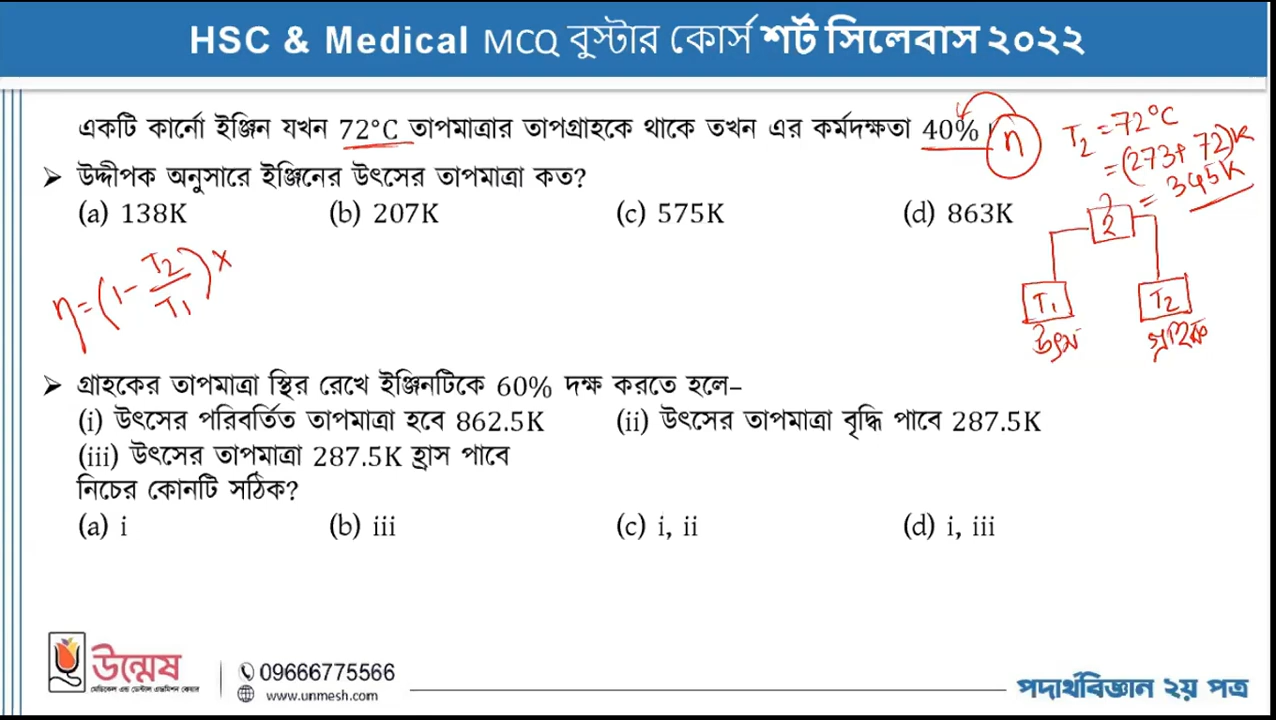 HSC & Medical MCQ বুস্টার কোর্স শর্ট সিলেবাস ২০২২
একটি কার্নো ইঞ্জিন যখন 72°C তাপমাত্রার তাপগ্রাহকে থাকে তখন এর কর্মদক্ষতা 40%
η
T₂ = 72°C
= (273+ 72)K
= 345K
➢ উদ্দীপক অনুসারে ইঞ্জিনের উৎসের তাপমাত্রা কত?
(a) 138K (b) 207K (c) 575K (d) 863K
η = (1 - T₂/T₁) ×
ই
T₁ T₂
উৎস গ্রাহক
➢ গ্রাহকের তাপমাত্রা স্থির রেখে ইঞ্জিনটিকে 60% দক্ষ করতে হলে–
(i) উৎসের পরিবর্তিত তাপমাত্রা হবে 862.5K (ii) উৎসের তাপমাত্রা বৃদ্ধি পাবে 287.5K
(iii) উৎসের তাপমাত্রা 287.5K হ্রাস পাবে
নিচের কোনটি সঠিক?
(a) i (b) iii (c) i, ii (d) i, iii
উন্মেষ
মেডিকেল এন্ড ডেন্টাল এডমিশন কেয়ার
09666775566
www.unmesh.com
পদার্থবিজ্ঞান ২য় পত্র